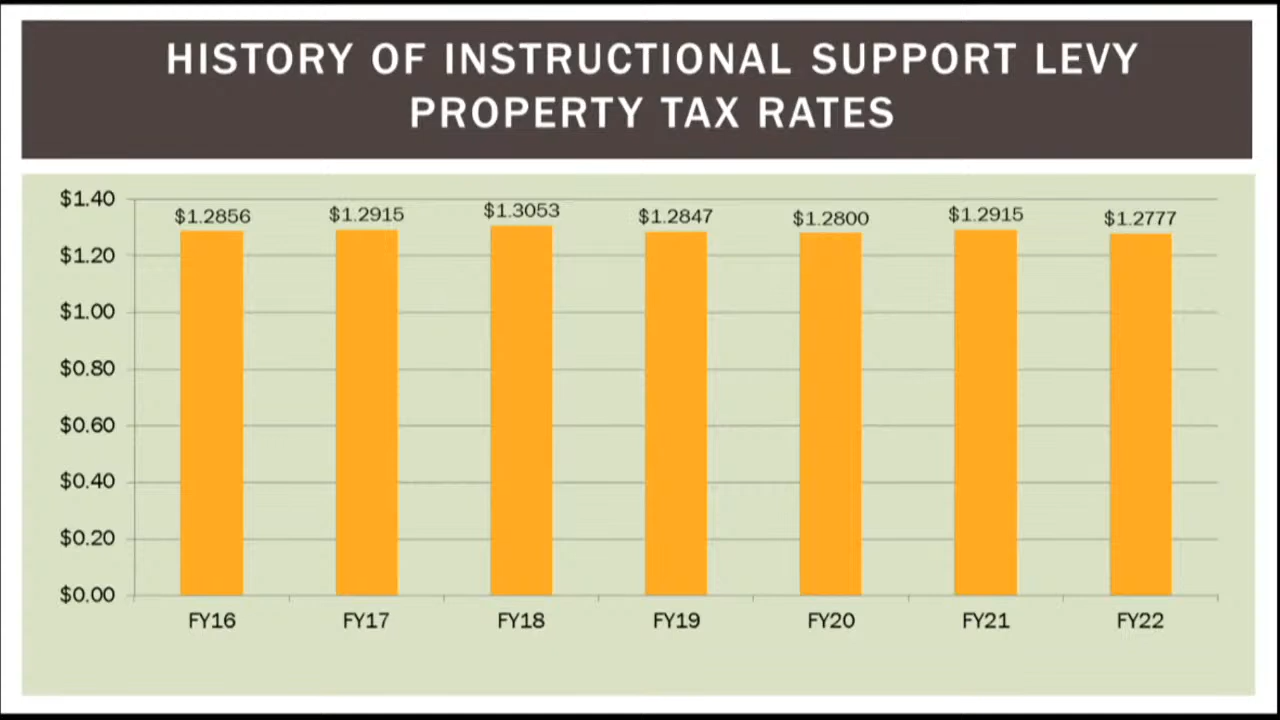 HISTORY OF INSTRUCTIONAL SUPPORT LEVY
PROPERTY TAX RATES
$1.40
$1.20
$1.00
$0.80
$0.60
$0.40
$0.20
$0.00
$1.2856
$1.2915
$1.3053
$1.2847
$1.2800
$1.2915
$1.2777
FY16
FY17
FY18
FY19
FY20
FY21
FY22